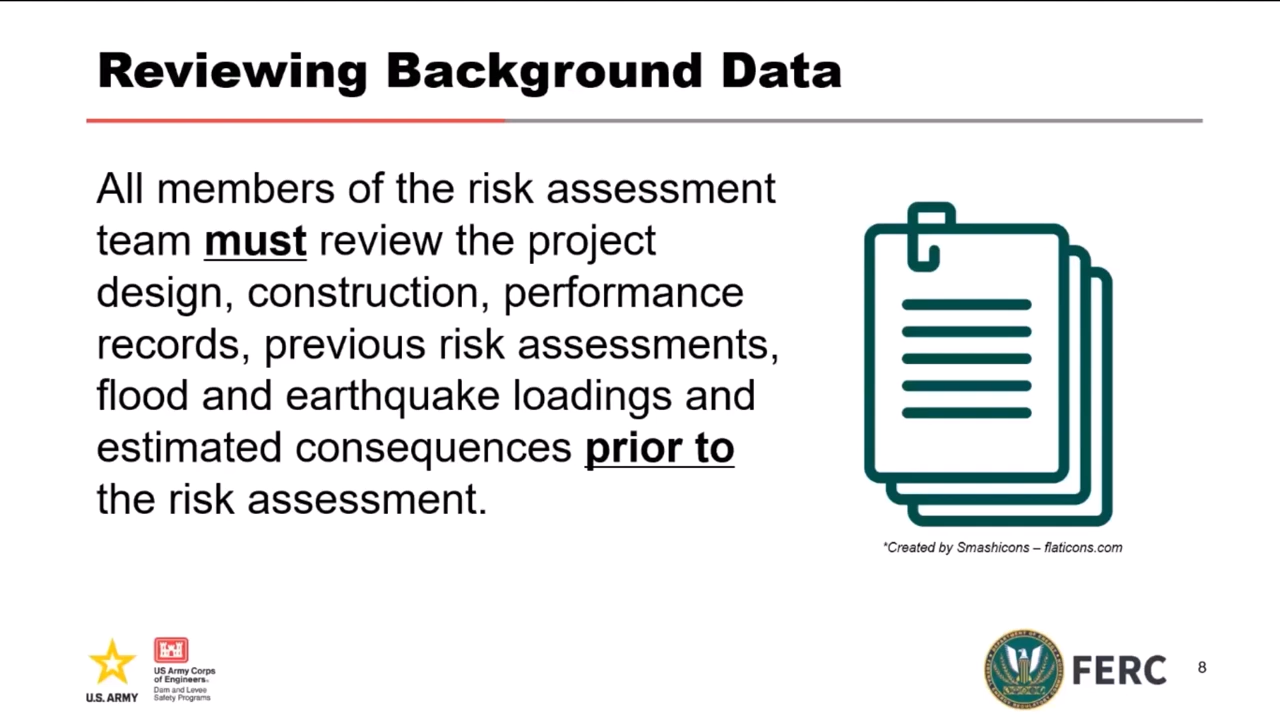 Reviewing Background Data
All members of the risk assessment
team must review the project
design, construction, performance
records, previous risk assessments,
flood and earthquake loadings and
estimated consequences prior to
the risk assessment.
*Created by Smashicons – flaticons.com
U.S. ARMY
US Army Corps
of Engineers®
Dam and Levee
Safety Programs
FERC
8